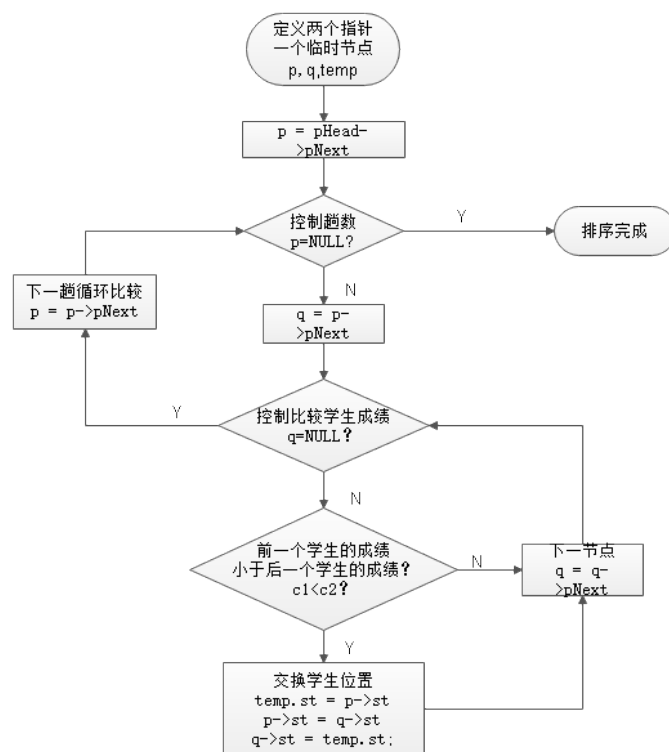 定义两个指针
一个临时节点
p, q,temp
p = pHead-
>pNext
控制趟数
p=NULL?
Y
排序完成
N
下一趟循环比较
p = p->pNext
q = p-
>pNext
Y
控制比较学生成绩
q=NULL?
N
前一个学生的成绩
小于后一个学生的成绩?
c1<c2?
N
下一节点
q = q-
>pNext
Y
交换学生位置
temp.st = p->st
p->st = q->st
q->st = temp.st;